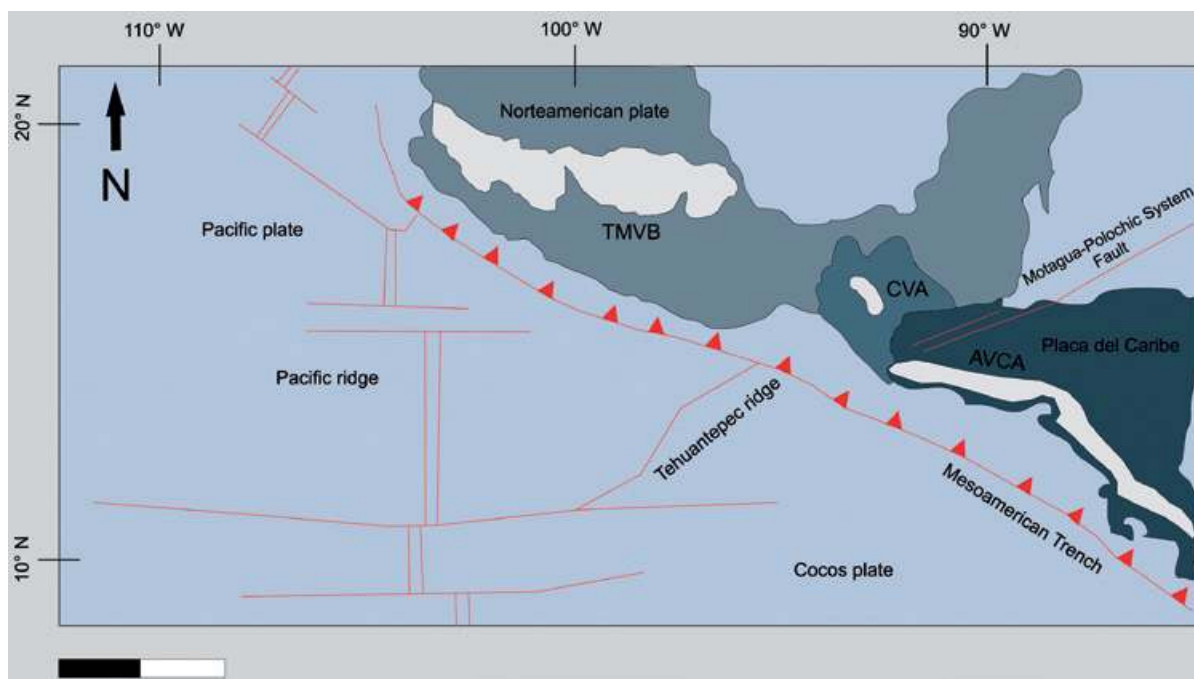 110° W
100° W
90° W
20° N
10° N
N
Norteamerican plate
Pacific plate
TMVB
Motagua-Polochic System
Fault
CVA
Placa del Caribe
AVCA
Pacific ridge
Tehuantepec ridge
Mesoamerican Trench
Cocos plate